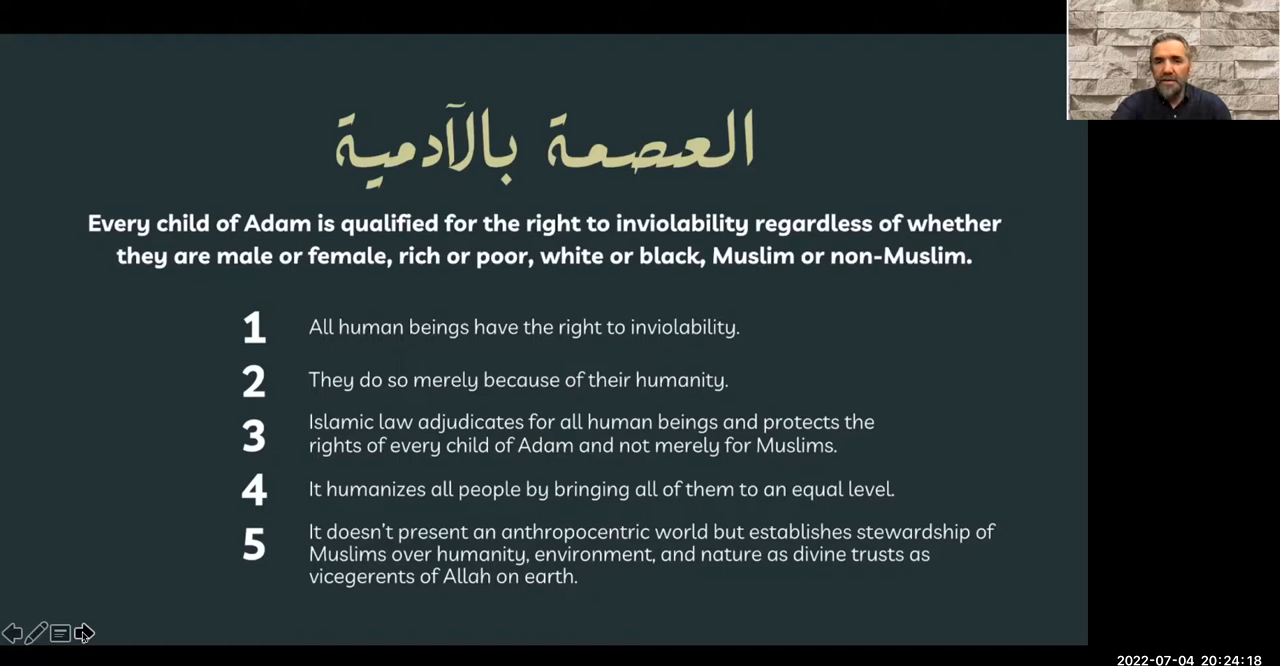 العصمة بالآدمية
Every child of Adam is qualified for the right to inviolability regardless of whether
they are male or female, rich or poor, white or black, Muslim or non-Muslim.
1 All human beings have the right to inviolability.
2 They do so merely because of their humanity.
3 Islamic law adjudicates for all human beings and protects the
rights of every child of Adam and not merely for Muslims.
4 It humanizes all people by bringing all of them to an equal level.
5 It doesn't present an anthropocentric world but establishes stewardship of
Muslims over humanity, environment, and nature as divine trusts as
vicegerents of Allah on earth.
2022-07-04 20:24:18